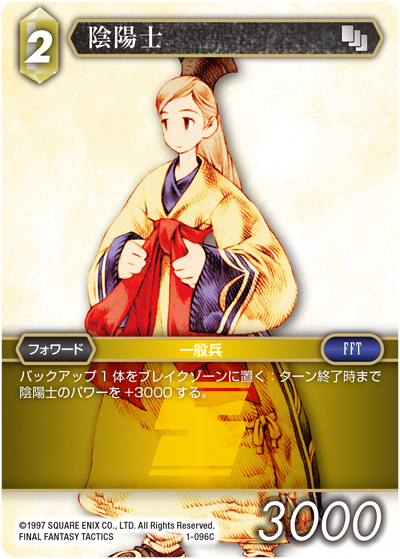 2
陰陽士
フォワード
一般兵
FFT
バックアップ1体をブレイクゾーンに置く：ターン終了時まで
陰陽士のパワーを+3000する。
©1997 SQUARE ENIX CO., LTD. All Rights Reserved.
FINAL FANTASY TACTICS
1-096C
3000